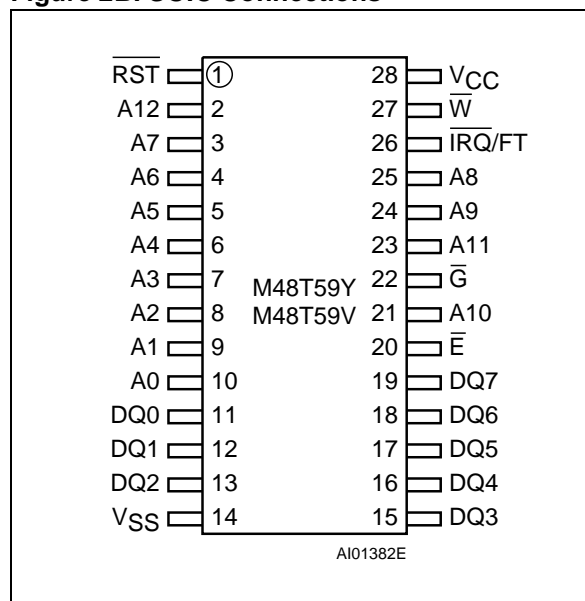 Figure 2B. SOIC Connections
RST 1 28 VCC
A12 2 27 W
A7 3 26 IRQ/FT
A6 4 25 A8
A5 5 24 A9
A4 6 23 A11
A3 7 M48T59Y 22 G
A2 8 M48T59V 21 A10
A1 9 20 E
A0 10 19 DQ7
DQ0 11 18 DQ6
DQ1 12 17 DQ5
DQ2 13 16 DQ4
VSS 14 15 DQ3
AI01382E